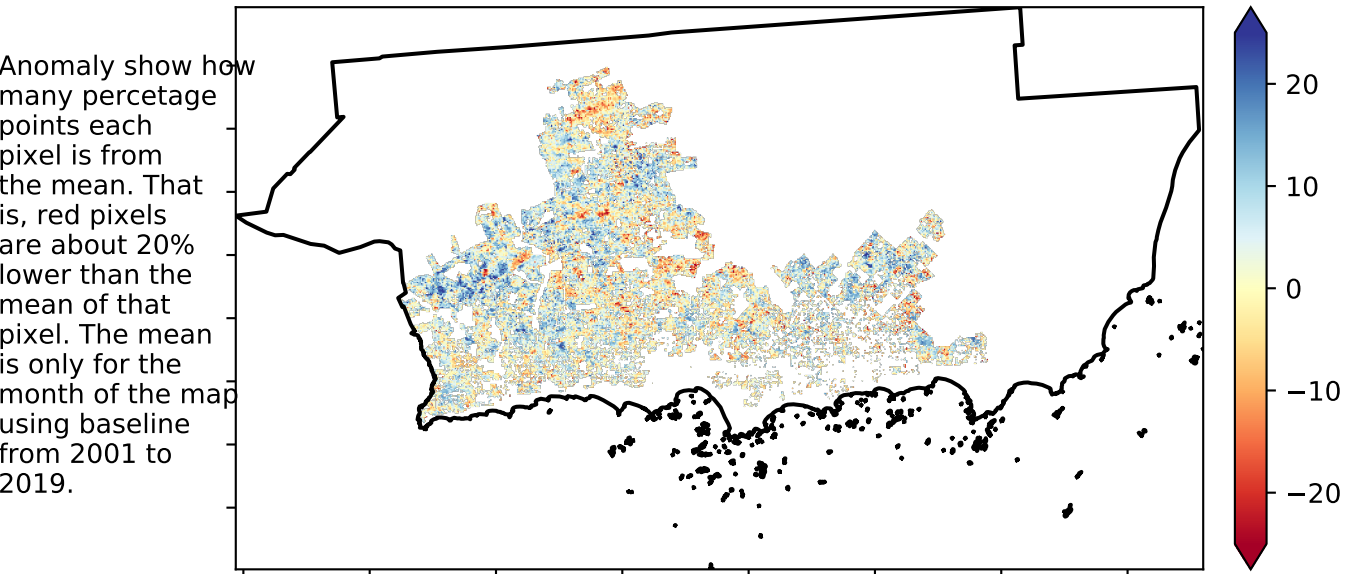 Anomaly show how
many percetage
points each
pixel is from
the mean. That
is, red pixels
are about 20%
lower than the
mean of that
pixel. The mean
is only for the
month of the map
using baseline
from 2001 to
2019.
20
10
0
−10
−20